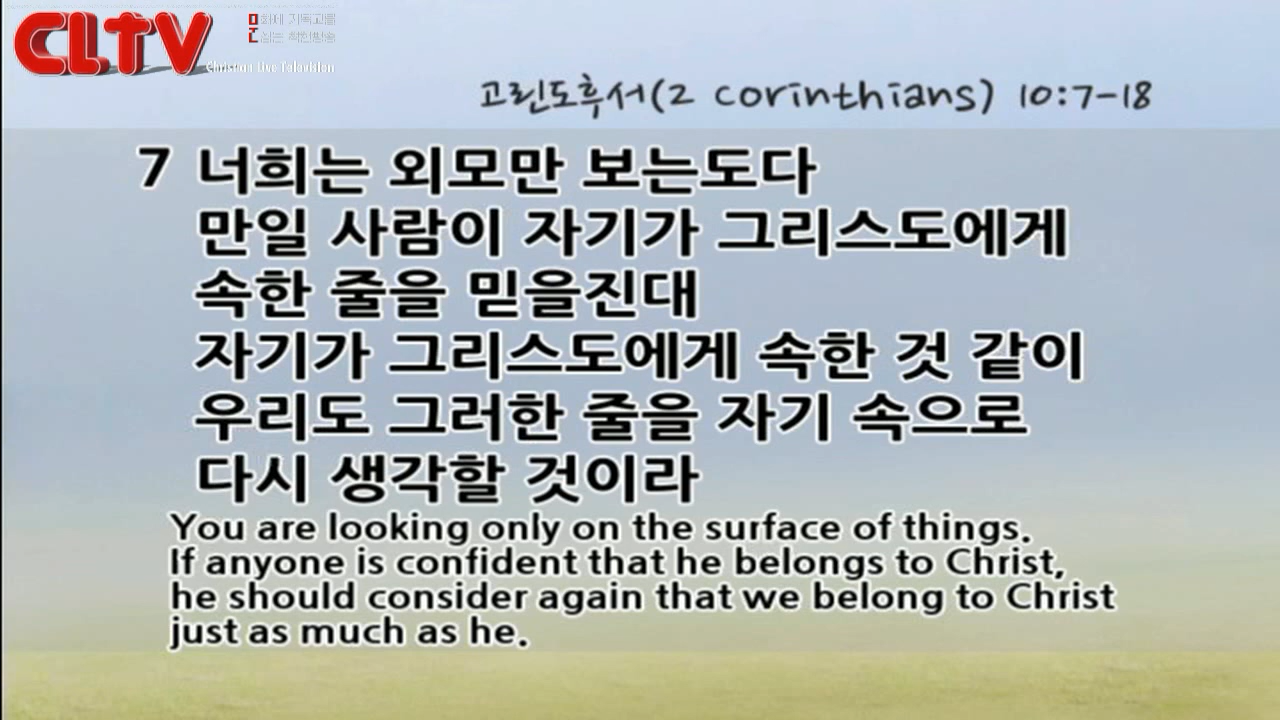 CLTV
Christian Live Television
고린도후서(2 corinthians) 10:7-18
7 너희는 외모만 보는도다
만일 사람이 자기가 그리스도에게
속한 줄을 믿을진대
자기가 그리스도에게 속한 것 같이
우리도 그러한 줄을 자기 속으로
다시 생각할 것이라
You are looking only on the surface of things.
If anyone is confident that he belongs to Christ,
he should consider again that we belong to Christ
just as much as he.